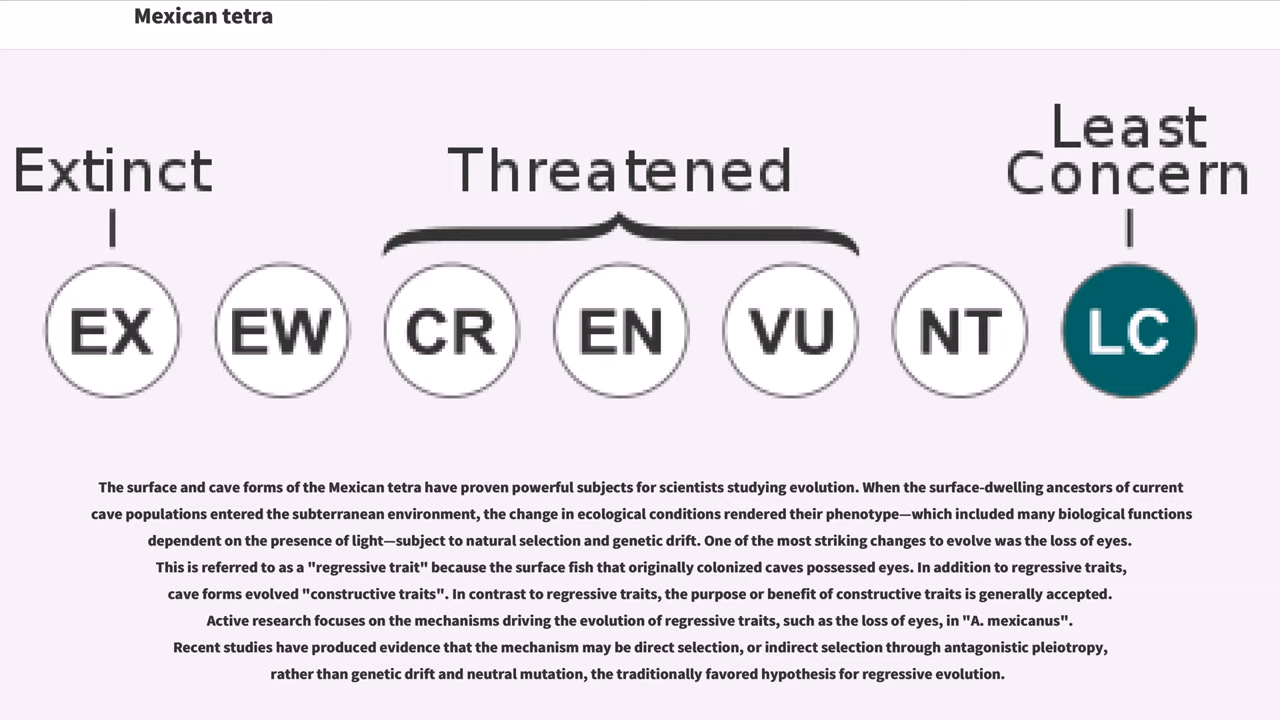 Mexican tetra
Extinct
Threatened
Least
Concern
EX EW CR EN VU NT LC
The surface and cave forms of the Mexican tetra have proven powerful subjects for scientists studying evolution. When the surface-dwelling ancestors of current
cave populations entered the subterranean environment, the change in ecological conditions rendered their phenotype—which included many biological functions
dependent on the presence of light—subject to natural selection and genetic drift. One of the most striking changes to evolve was the loss of eyes.
This is referred to as a "regressive trait" because the surface fish that originally colonized caves possessed eyes. In addition to regressive traits,
cave forms evolved "constructive traits". In contrast to regressive traits, the purpose or benefit of constructive traits is generally accepted.
Active research focuses on the mechanisms driving the evolution of regressive traits, such as the loss of eyes, in "A. mexicanus".
Recent studies have produced evidence that the mechanism may be direct selection, or indirect selection through antagonistic pleiotropy,
rather than genetic drift and neutral mutation, the traditionally favored hypothesis for regressive evolution.